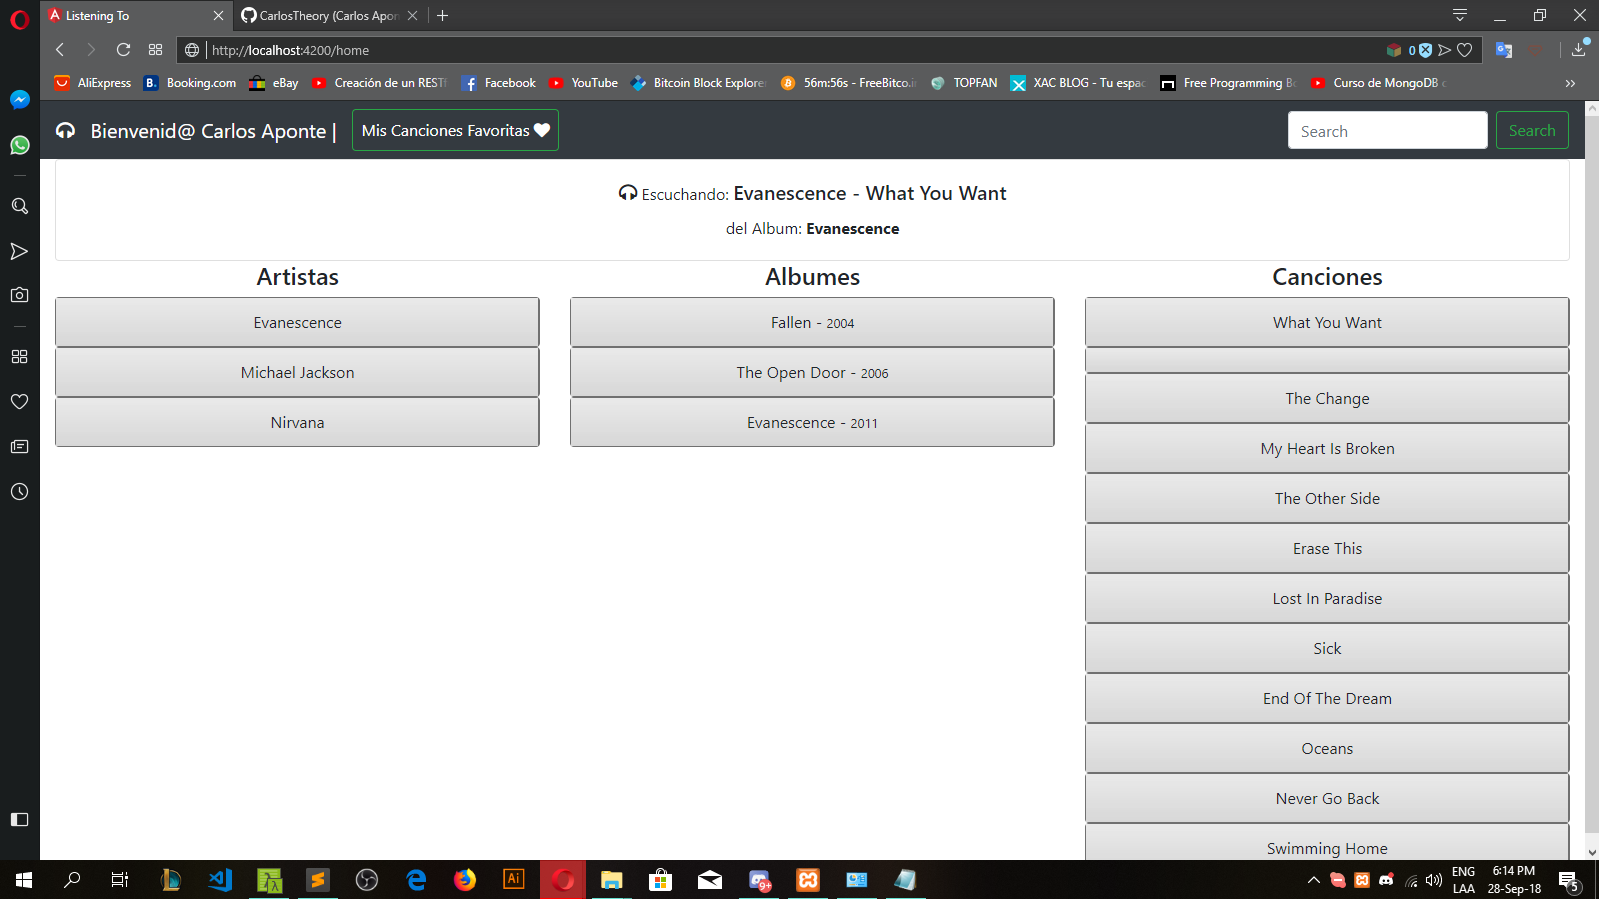 Listening To
CarlosTheory (Carlos Apon
http://localhost:4200/home
0
AliExpress
Booking.com
eBay
Creación de un REST
Facebook
YouTube
Bitcoin Block Explorer
56m:56s - FreeBitco.i
TOPFAN
XAC BLOG - Tu espac
Free Programming Bo
Curso de MongoDB
Bienvenid@ Carlos Aponte |
Mis Canciones Favoritas
Search
Search
Escuchando: Evanescence - What You Want
del Album: Evanescence
Artistas
Evanescence
Michael Jackson
Nirvana
Albumes
Fallen - 2004
The Open Door - 2006
Evanescence - 2011
Canciones
What You Want
The Change
My Heart Is Broken
The Other Side
Erase This
Lost In Paradise
Sick
End Of The Dream
Oceans
Never Go Back
Swimming Home
Ai
9+
ENG
LAA
6:14 PM
28-Sep-18
5